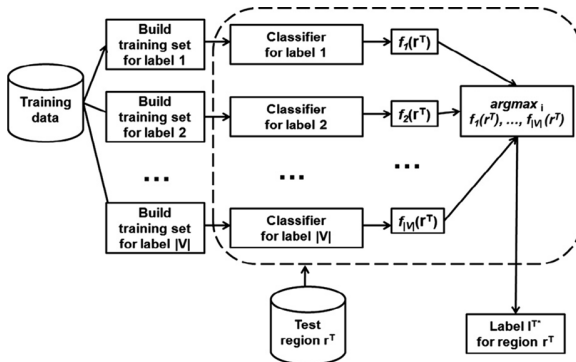 Training
data
Build
training set
for label 1
Classifier
for label 1
f1(rT)
Build
training set
for label 2
Classifier
for label 2
f2(rT)
argmax i
f1(rT), ..., f|V|(rT)
...
...
...
Build
training set
for label |V|
Classifier
for label |V|
f|V|(rT)
Test
region rT
Label lT*
for region rT